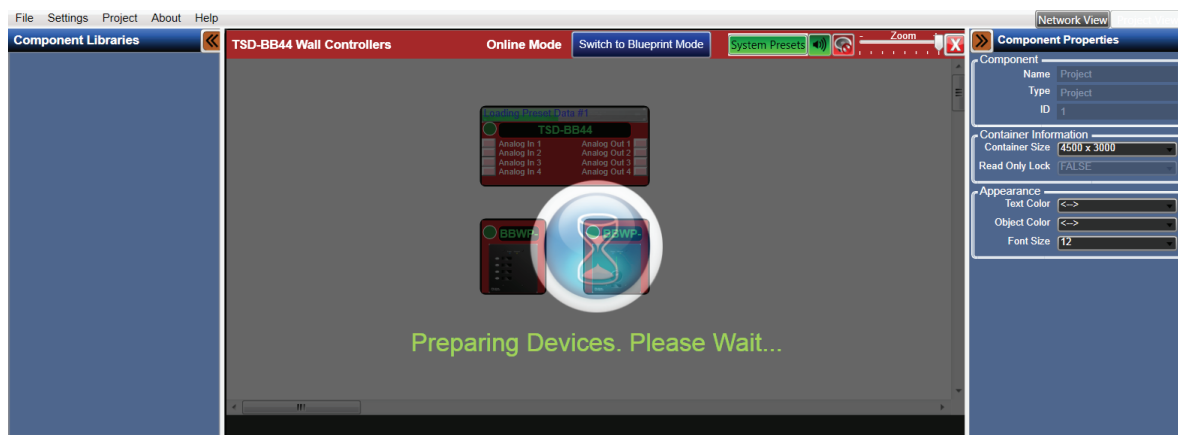 File Settings Project About Help
Network View Project View
Component Libraries
TSD-BB44 Wall Controllers Online Mode Switch to Blueprint Mode System Presets Zoom
- +
X
Component Properties
Component
Name Project
Type Project
ID 1
Container Information
Container Size 4500 x 3000
Read Only Lock FALSE
Appearance
Text Color <-->
Object Color <-->
Font Size 12
Loading Preset Data #1
TSD-BB44
Analog In 1 Analog Out 1
Analog In 2 Analog Out 2
Analog In 3 Analog Out 3
Analog In 4 Analog Out 4
BBWP- BBWP-
Preparing Devices. Please Wait...